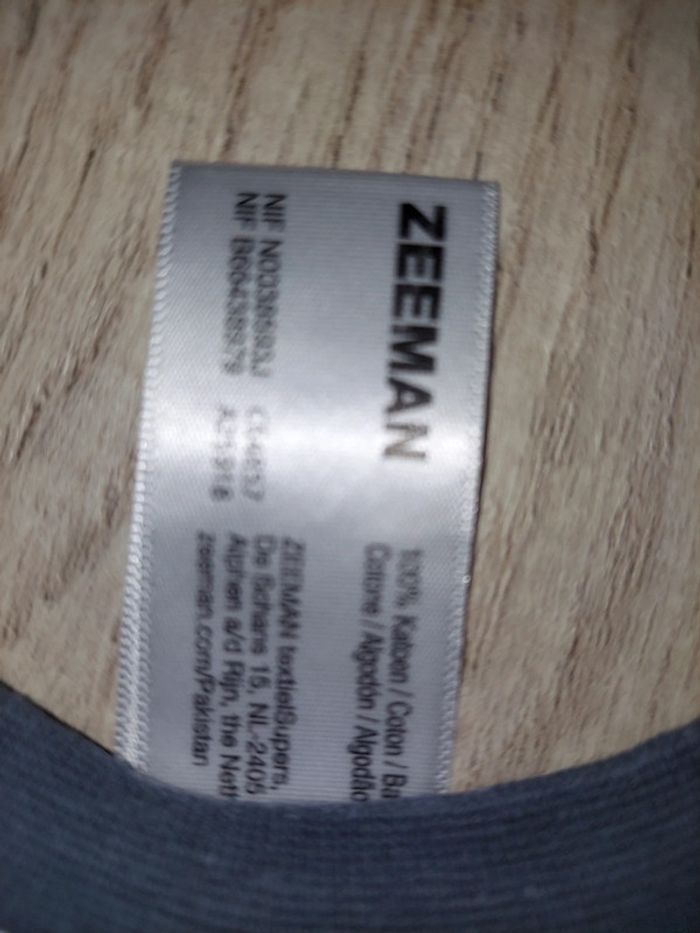 ZEEMAN
100% Katoen / Coton / Ba
Cotone / Algodón / Algodão
ZEEMAN textielSupers,
De Schans 15, NL-2405
Alphen a/d Rijn, the Neth
zeeman.com/Pakistan
NIF
NIF